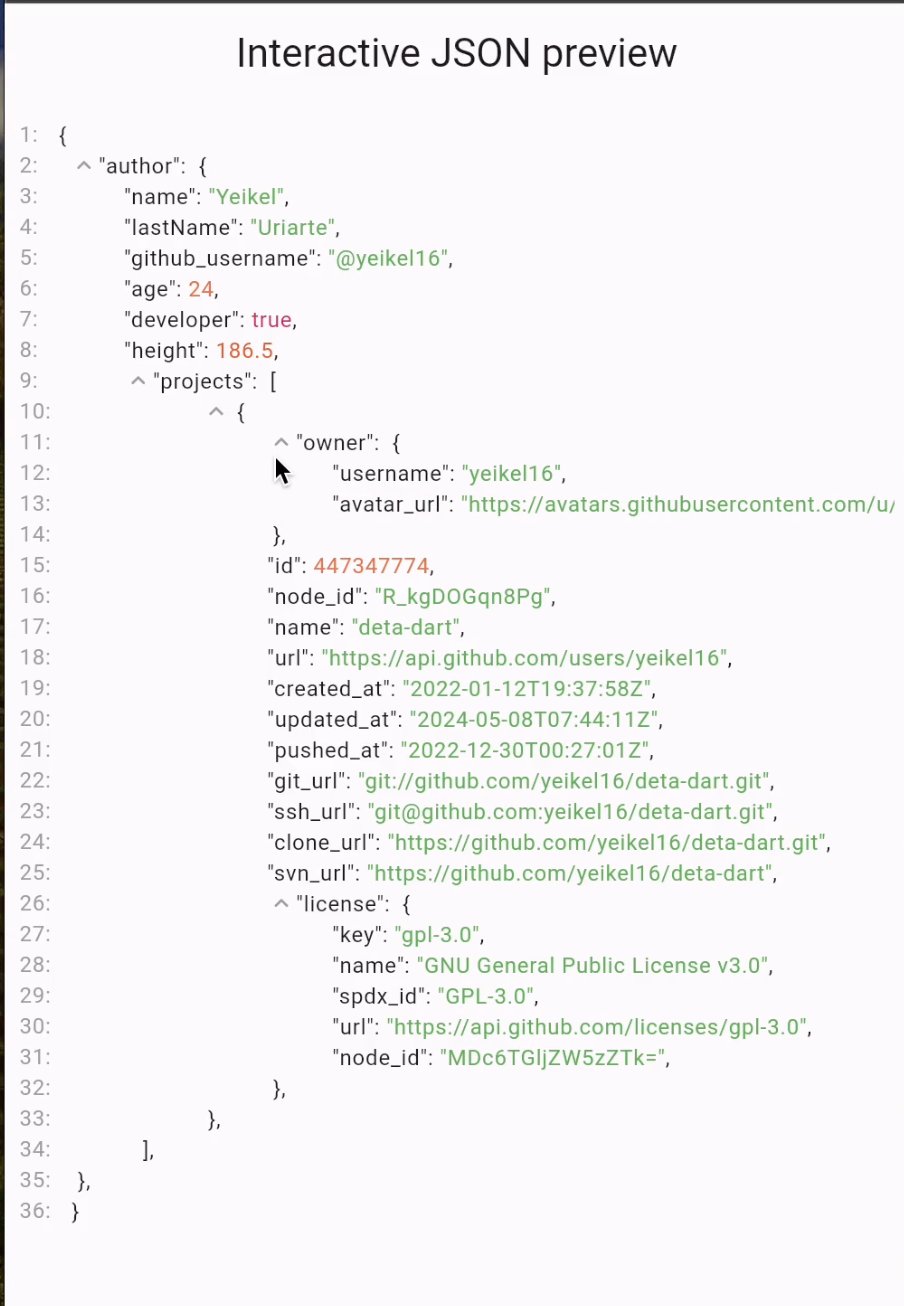 Interactive JSON preview
1: {
2: "author": {
3: "name": "Yeikel",
4: "lastName": "Uriarte",
5: "github_username": "@yeikel16",
6: "age": 24,
7: "developer": true,
8: "height": 186.5,
9: "projects": [
10: {
11: "owner": {
12: "username": "yeikel16",
13: "avatar_url": "https://avatars.githubusercontent.com/u/
14: },
15: "id": 447347774,
16: "node_id": "R_kgDOGqn8Pg",
17: "name": "deta-dart",
18: "url": "https://api.github.com/users/yeikel16",
19: "created_at": "2022-01-12T19:37:58Z",
20: "updated_at": "2024-05-08T07:44:11Z",
21: "pushed_at": "2022-12-30T00:27:01Z",
22: "git_url": "git://github.com/yeikel16/deta-dart.git",
23: "ssh_url": "git@github.com:yeikel16/deta-dart.git",
24: "clone_url": "https://github.com/yeikel16/deta-dart.git",
25: "svn_url": "https://github.com/yeikel16/deta-dart",
26: "license": {
27: "key": "gpl-3.0",
28: "name": "GNU General Public License v3.0",
29: "spdx_id": "GPL-3.0",
30: "url": "https://api.github.com/licenses/gpl-3.0",
31: "node_id": "MDc6TGljZW5zZTk=",
32: },
33: },
34: ],
35: },
36: }